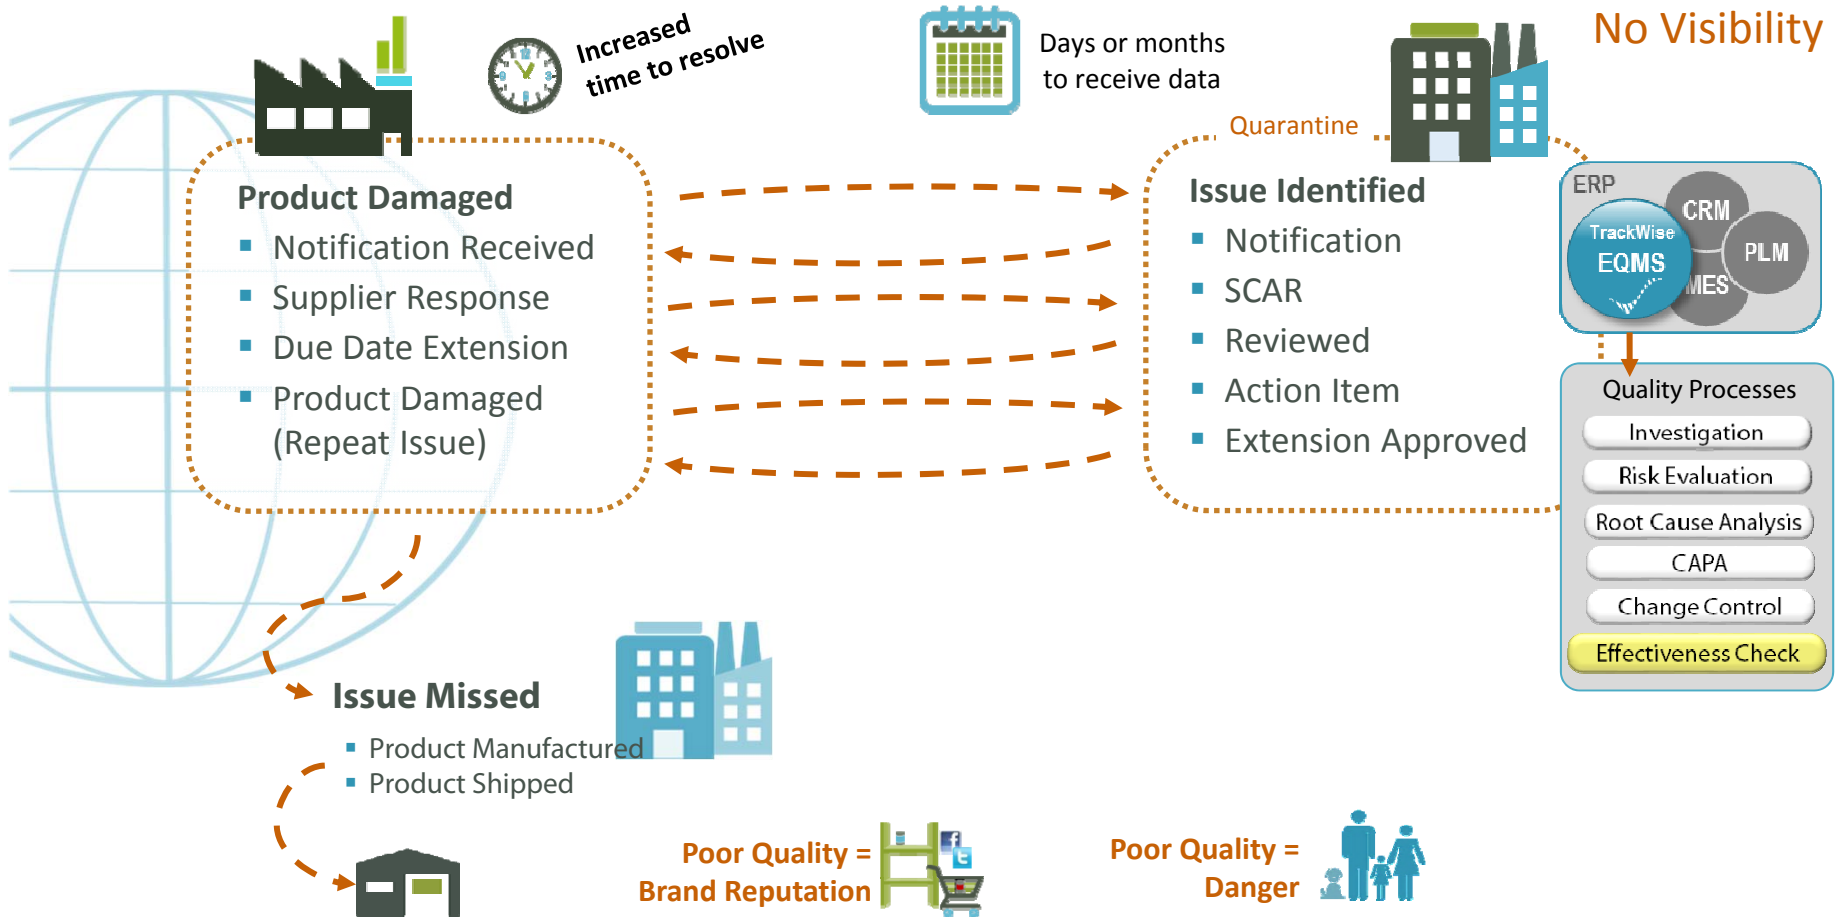 No Visibility
Increased
time to resolve
Days or months
to receive data
Quarantine
Product Damaged
Notification Received
Supplier Response
Due Date Extension
Product Damaged
(Repeat Issue)
Issue Identified
Notification
SCAR
Reviewed
Action Item
Extension Approved
ERP
CRM
TrackWise
EQMS
PLM
MES
Quality Processes
Investigation
Risk Evaluation
Root Cause Analysis
CAPA
Change Control
Effectiveness Check
Issue Missed
Product Manufactured
Product Shipped
Poor Quality =
Brand Reputation
Poor Quality =
Danger